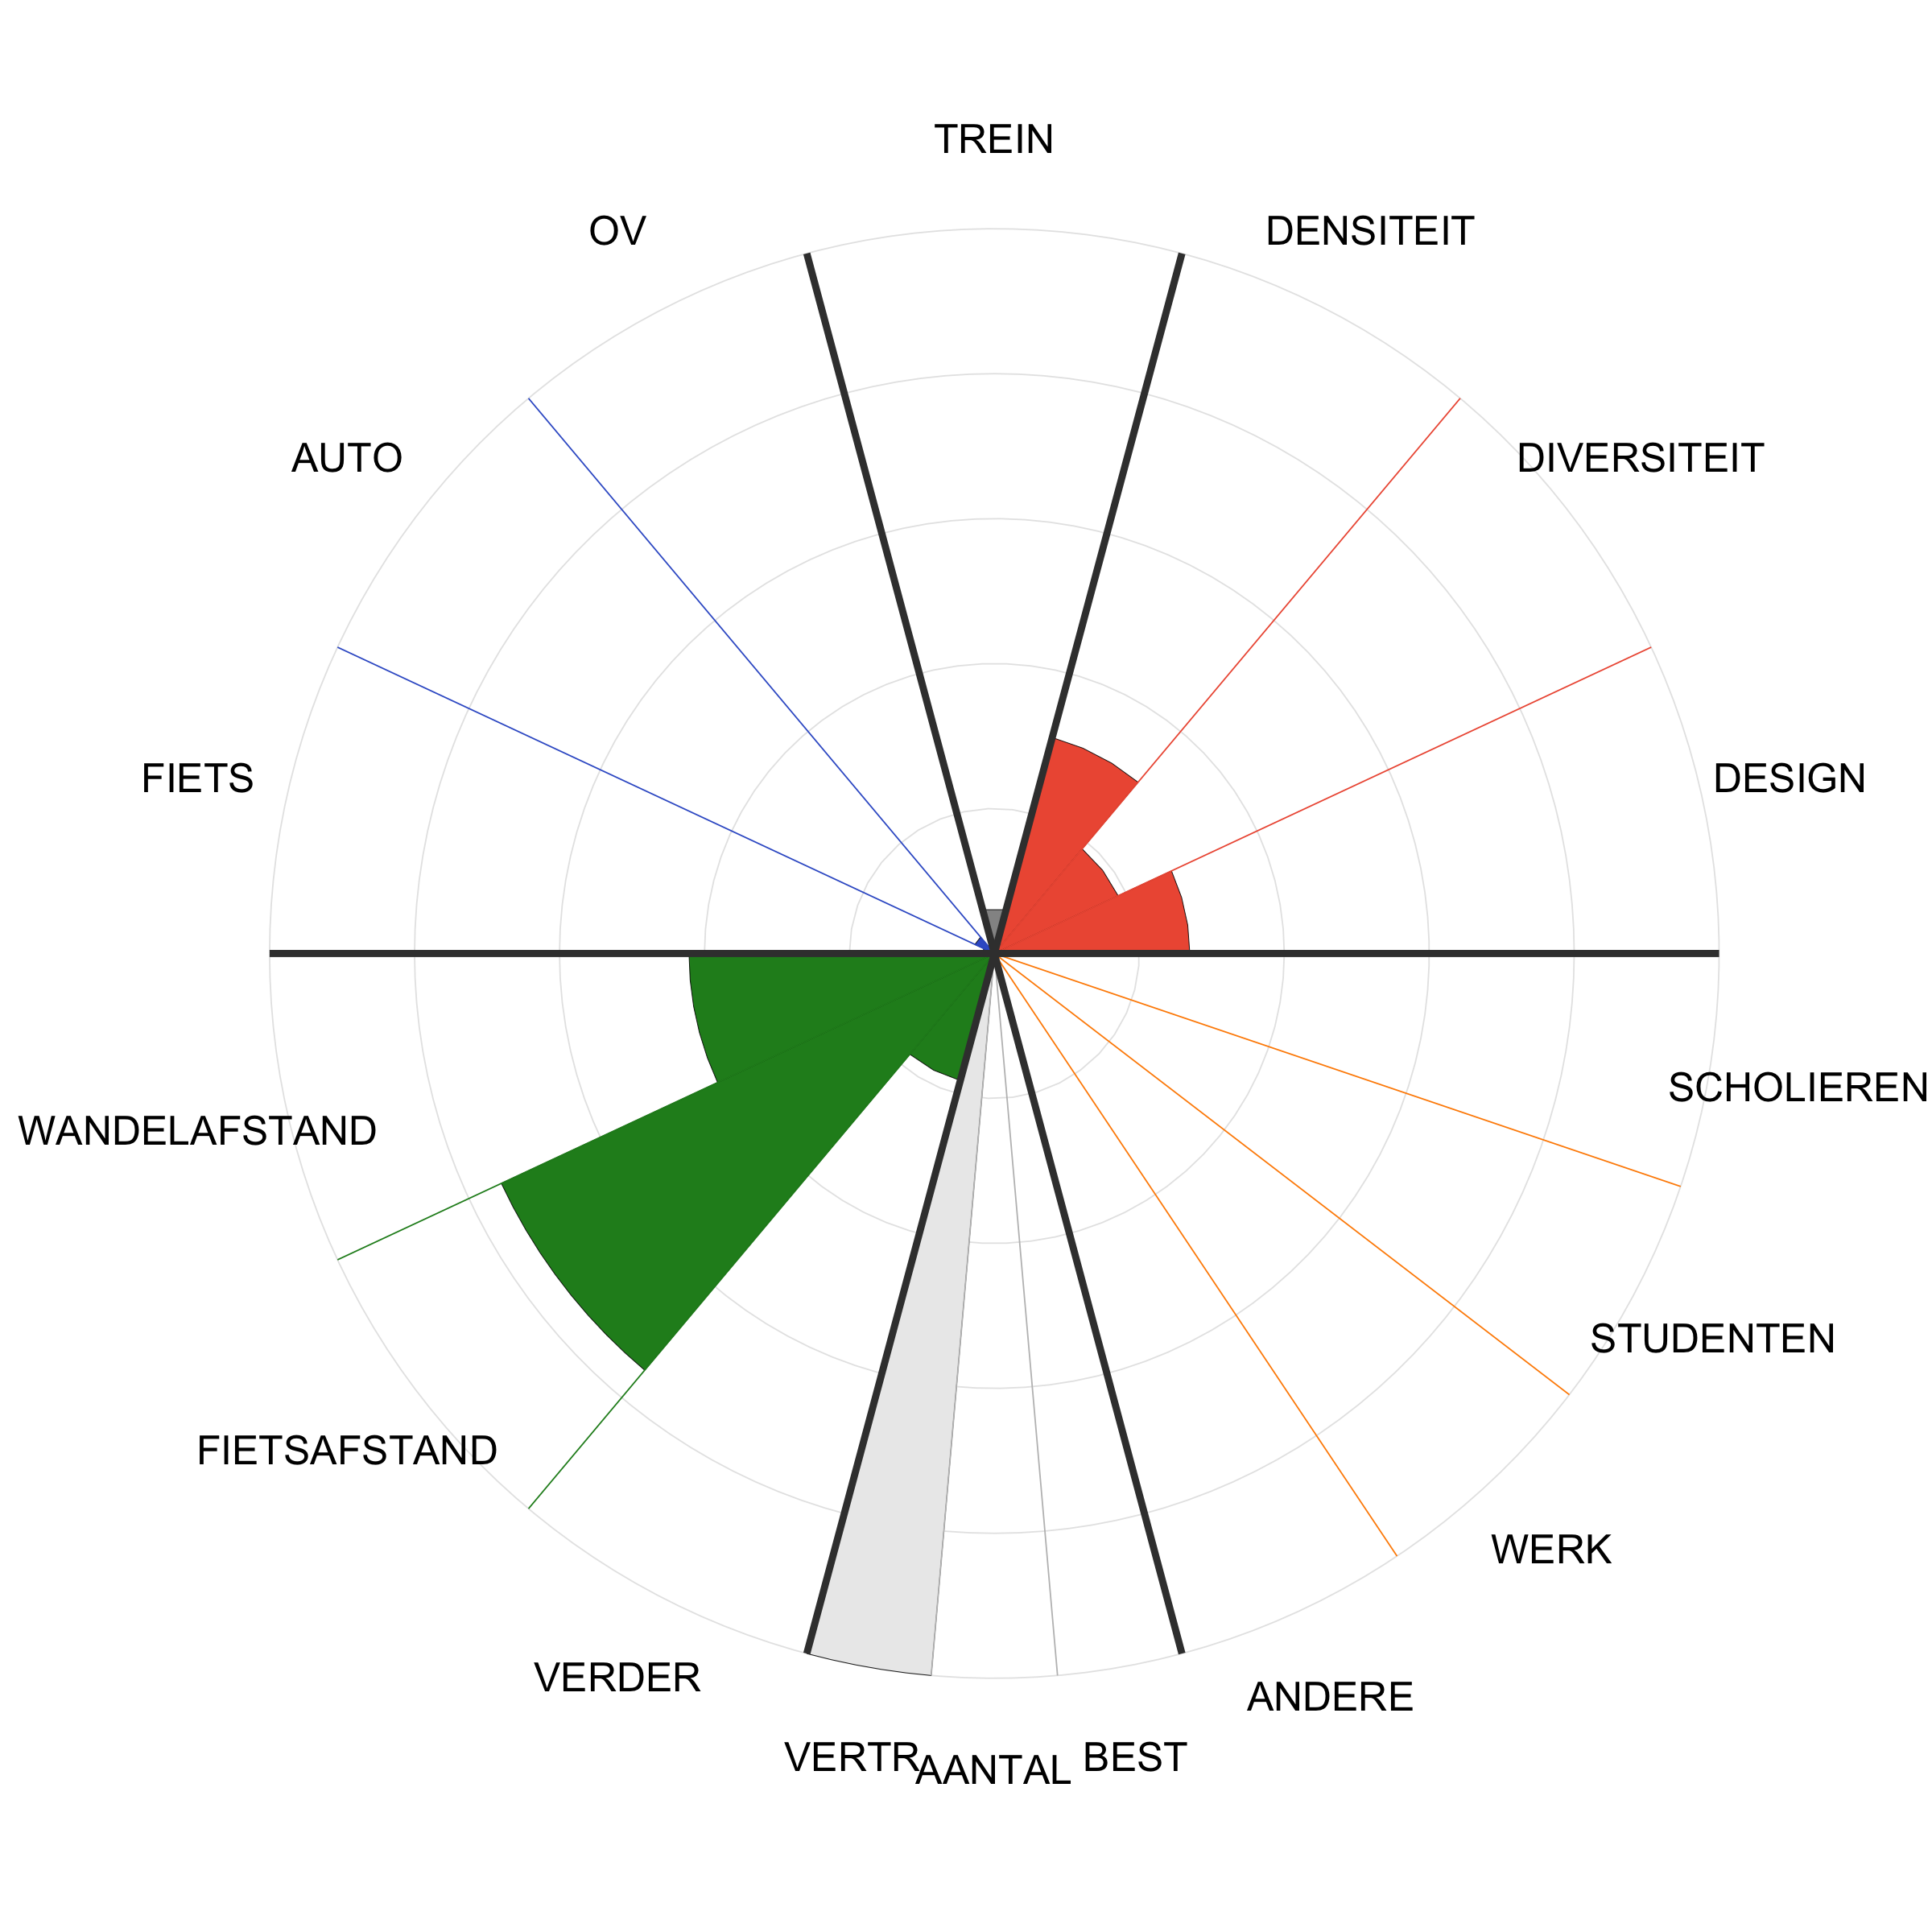 TREIN
OV
DENSITEIT
AUTO
DIVERSITEIT
FIETS
DESIGN
SCHOLIEREN
WANDELAFSTAND
STUDENTEN
FIETSAFSTAND
WERK
VERDER
ANDERE
VERTR
AANTAL
BEST